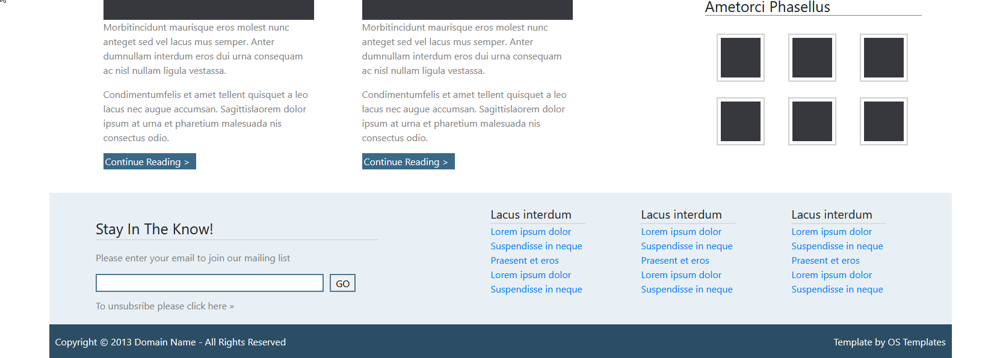 Ametorci Phasellus
Morbitincidunt maurisque eros molest nunc
anteget sed vel lacus mus semper. Anter
dumnullam interdum eros dui urna consequam
ac nisl nullam ligula vestassa.
Condimentumfelis et amet tellent quisquet a leo
lacus nec augue accumsan. Sagittislaorem dolor
ipsum at urna et pharetium malesuada nis
consectus odio.
Continue Reading >
Morbitincidunt maurisque eros molest nunc
anteget sed vel lacus mus semper. Anter
dumnullam interdum eros dui urna consequam
ac nisl nullam ligula vestassa.
Condimentumfelis et amet tellent quisquet a leo
lacus nec augue accumsan. Sagittislaorem dolor
ipsum at urna et pharetium malesuada nis
consectus odio.
Continue Reading >
Stay In The Know!
Please enter your email to join our mailing list
GO
To unsubsribe please click here »
Lacus interdum
Lorem ipsum dolor
Suspendisse in neque
Praesent et eros
Lorem ipsum dolor
Suspendisse in neque
Lacus interdum
Lorem ipsum dolor
Suspendisse in neque
Praesent et eros
Lorem ipsum dolor
Suspendisse in neque
Lacus interdum
Lorem ipsum dolor
Suspendisse in neque
Praesent et eros
Lorem ipsum dolor
Suspendisse in neque
Copyright © 2013 Domain Name - All Rights Reserved
Template by OS Templates